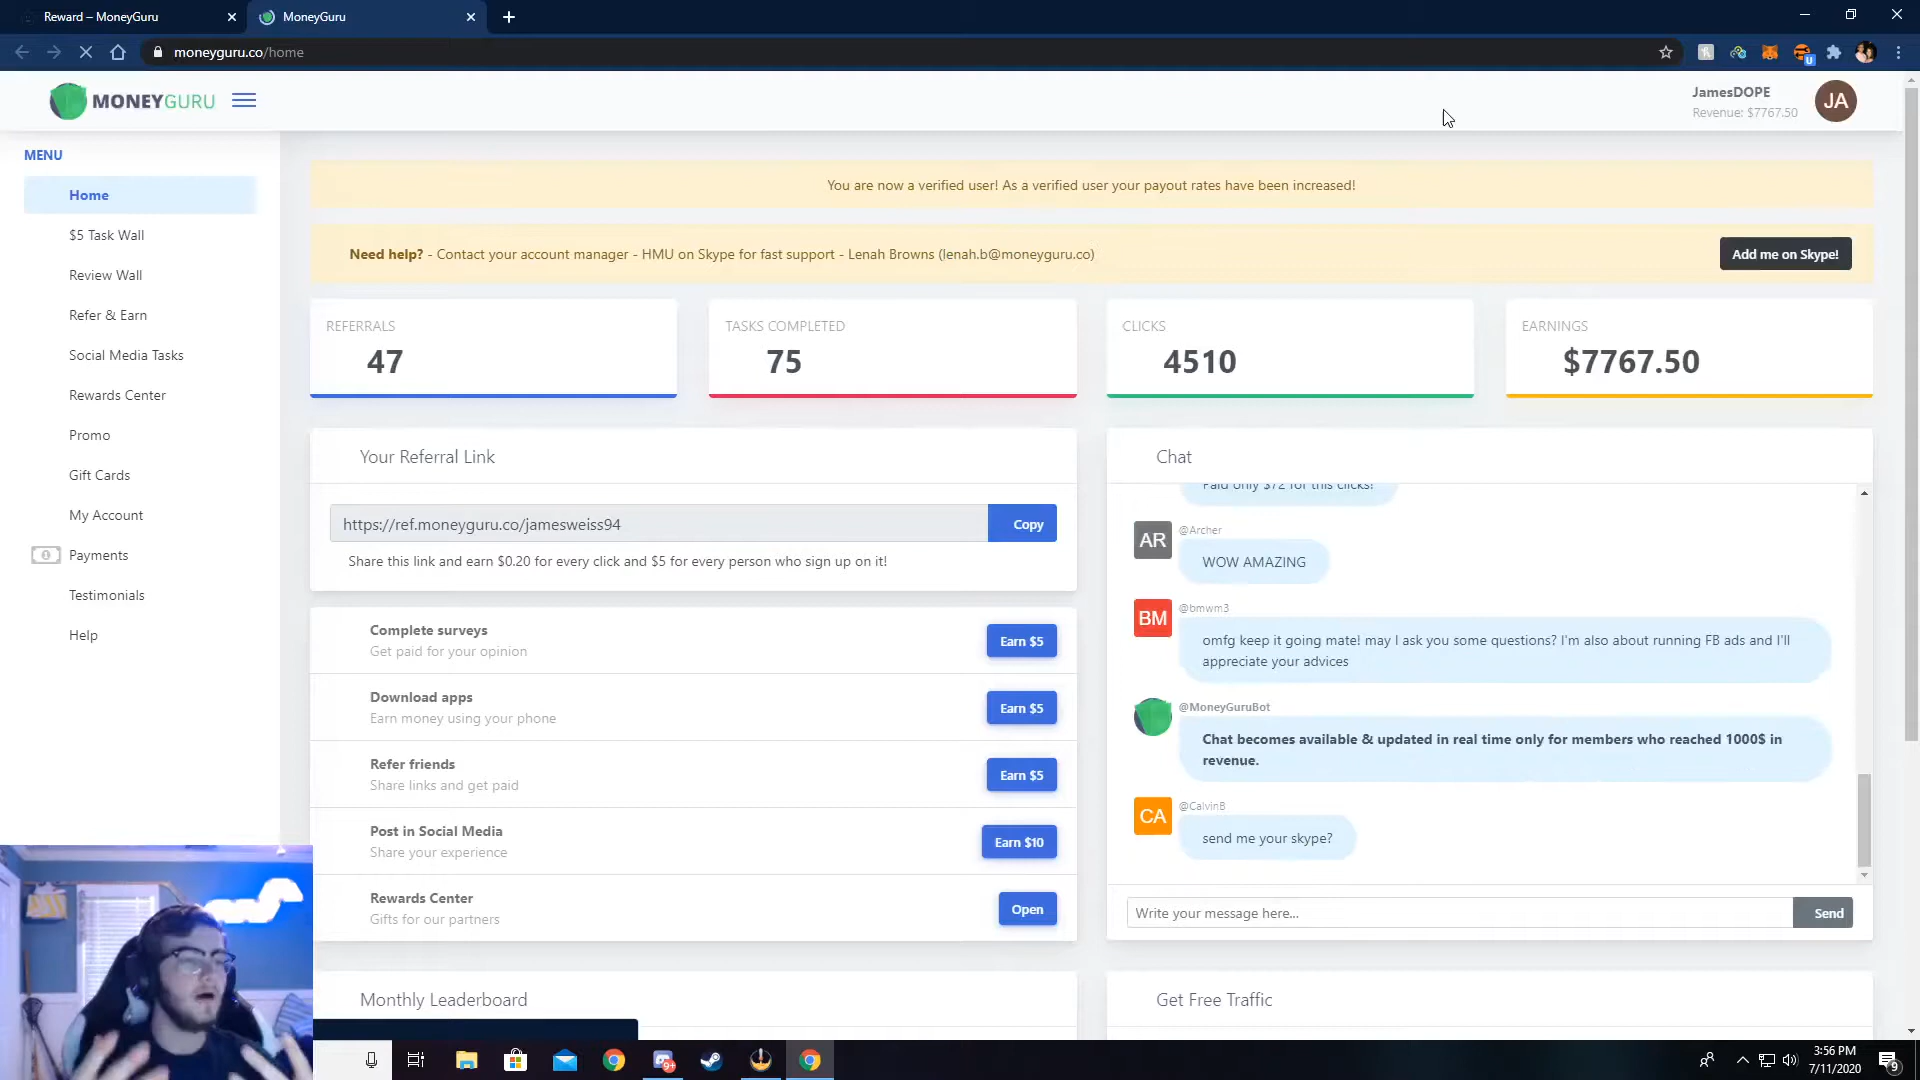 Reward – MoneyGuru
MoneyGuru
moneyguru.co/home
MONEYGURU
JamesDOPE
Revenue: $7767.50
JA
MENU
Home
$5 Task Wall
Review Wall
Refer & Earn
Social Media Tasks
Rewards Center
Promo
Gift Cards
My Account
Payments
Testimonials
Help
You are now a verified user! As a verified user your payout rates have been increased!
Need help? - Contact your account manager - HMU on Skype for fast support - Lenah Browns (lenah.b@moneyguru.co)
Add me on Skype!
REFERRALS
47
TASKS COMPLETED
75
CLICKS
4510
EARNINGS
$7767.50
Your Referral Link
https://ref.moneyguru.co/jamesweiss94
Copy
Share this link and earn $0.20 for every click and $5 for every person who sign up on it!
Complete surveys
Get paid for your opinion
Earn $5
Download apps
Earn money using your phone
Earn $5
Refer friends
Share links and get paid
Earn $5
Post in Social Media
Share your experience
Earn $10
Rewards Center
Gifts for our partners
Open
Monthly Leaderboard
Chat
Paid only $72 for this clicks!
AR
@Archer
WOW AMAZING
BM
@bmwm3
omfg keep it going mate! may I ask you some questions? I'm also about running FB ads and I'll
appreciate your advices
@MoneyGuruBot
Chat becomes available & updated in real time only for members who reached 1000$ in
revenue.
CA
@CalvinB
send me your skype?
Write your message here...
Send
Get Free Traffic
9+
3:56 PM
7/11/2020
9